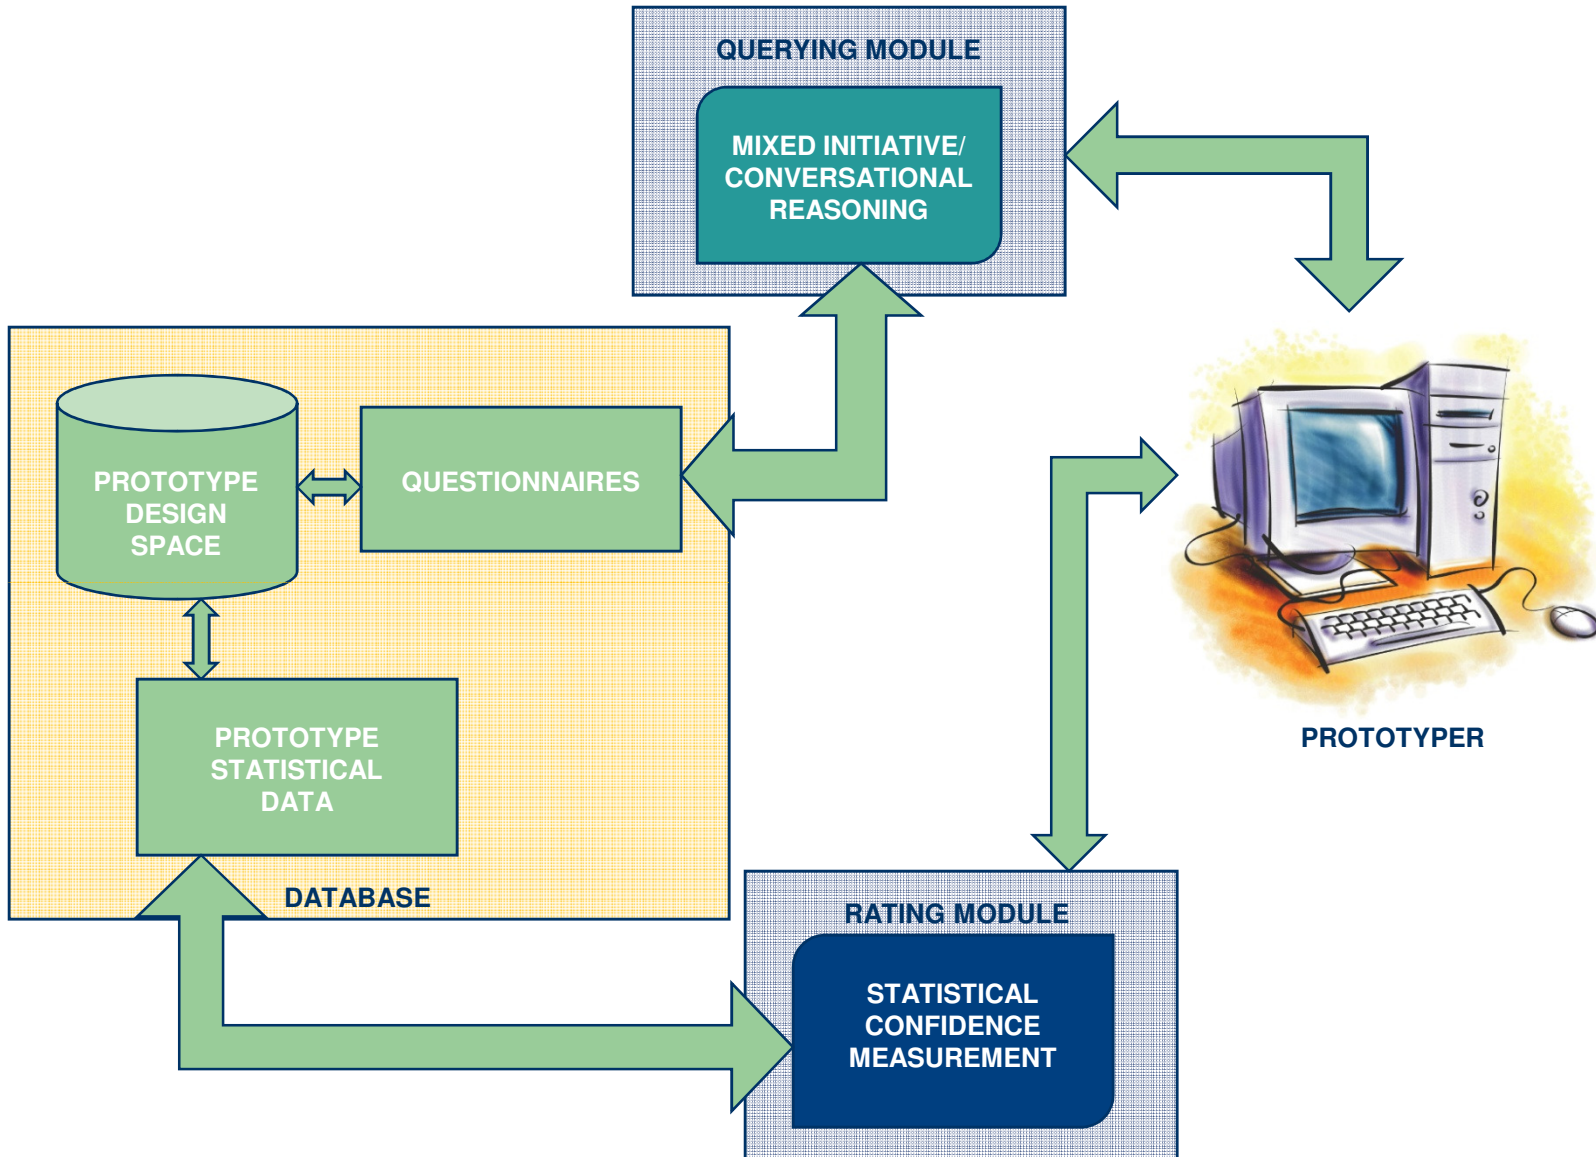 QUERYING MODULE
MIXED INITIATIVE/
CONVERSATIONAL
REASONING
PROTOTYPE
DESIGN
SPACE
QUESTIONNAIRES
PROTOTYPE
STATISTICAL
DATA
DATABASE
PROTOTYPER
RATING MODULE
STATISTICAL
CONFIDENCE
MEASUREMENT